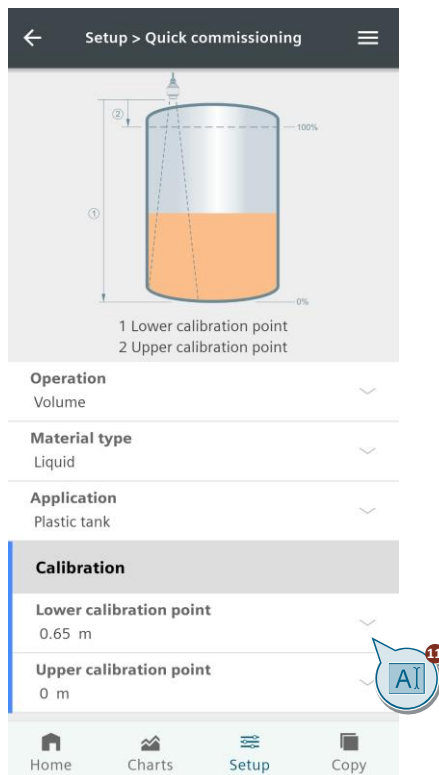 Setup > Quick commissioning
②
100%
①
0%
1 Lower calibration point
2 Upper calibration point
Operation
Volume
Material type
Liquid
Application
Plastic tank
Calibration
Lower calibration point
0.65 m
11
Upper calibration point
0 m
A
Home Charts Setup Copy